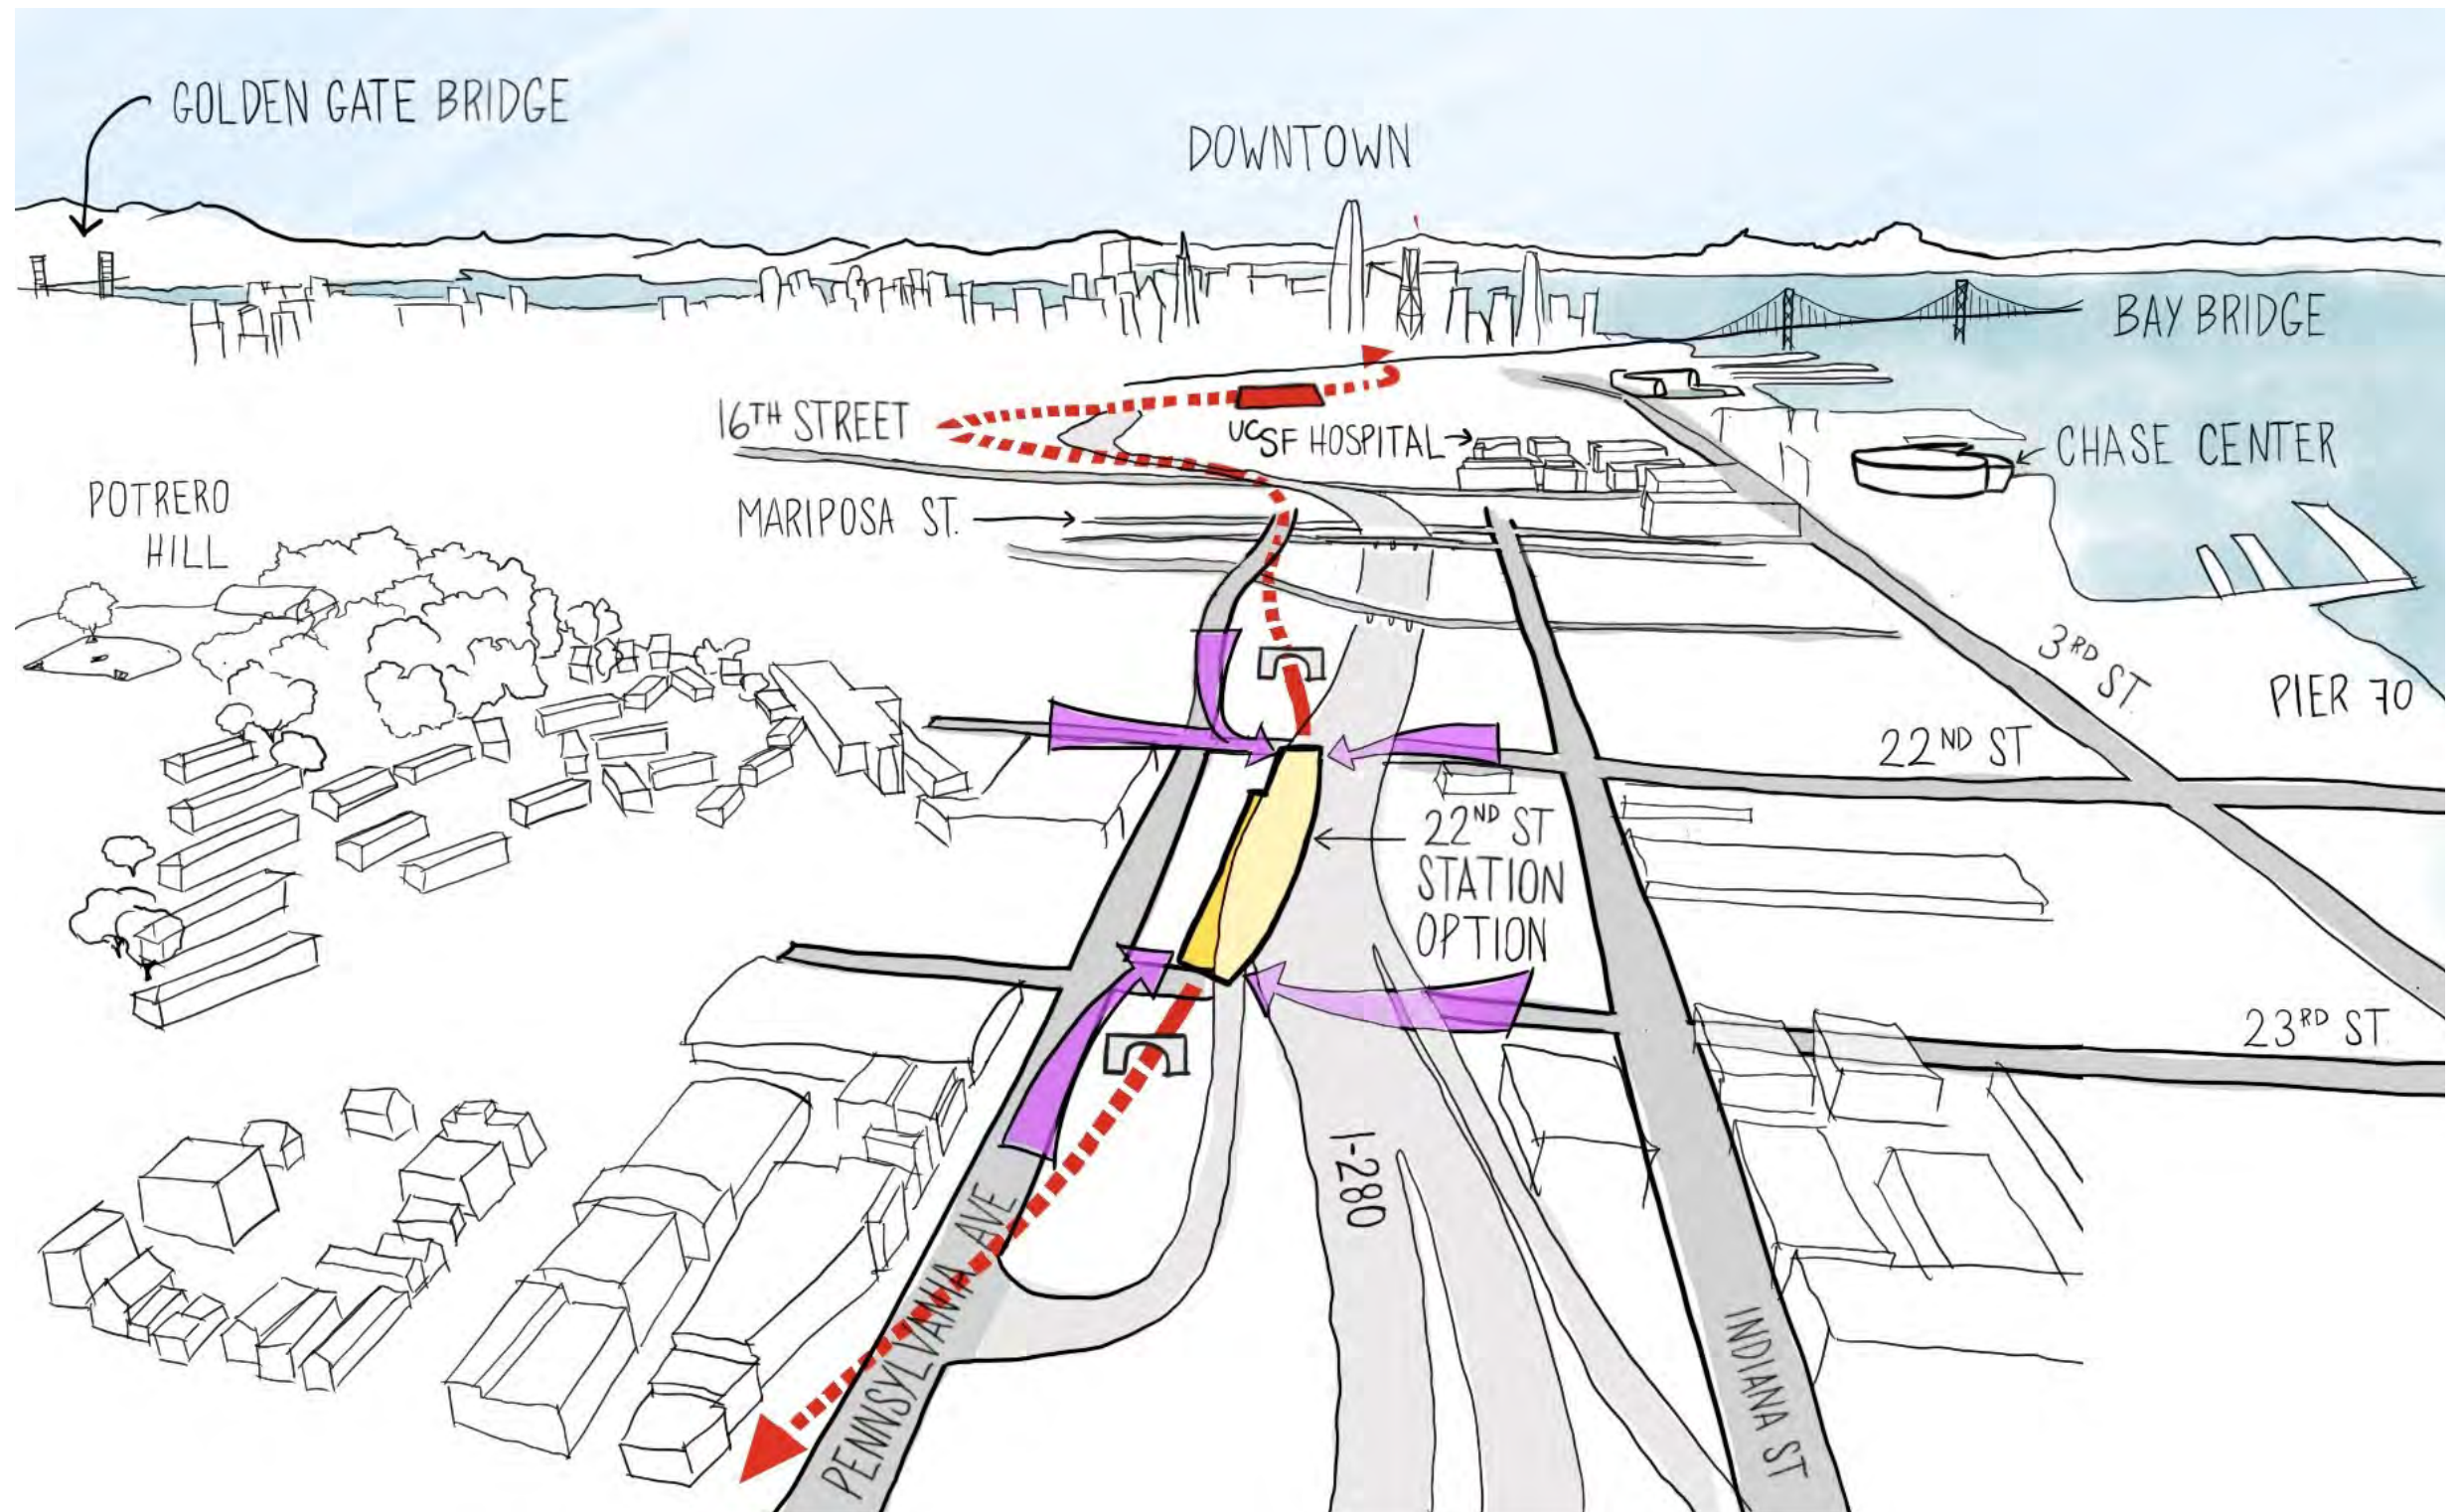 GOLDEN GATE BRIDGE
DOWNTOWN
BAY BRIDGE
16TH STREET
UCSF HOSPITAL
CHASE CENTER
POTRERO
HILL
MARIPOSA ST.
3RD ST.
PIER 70
22ND ST
22ND ST
STATION
OPTION
23RD ST.
I-280
PENNSYLVANIA AVE
INDIANA ST